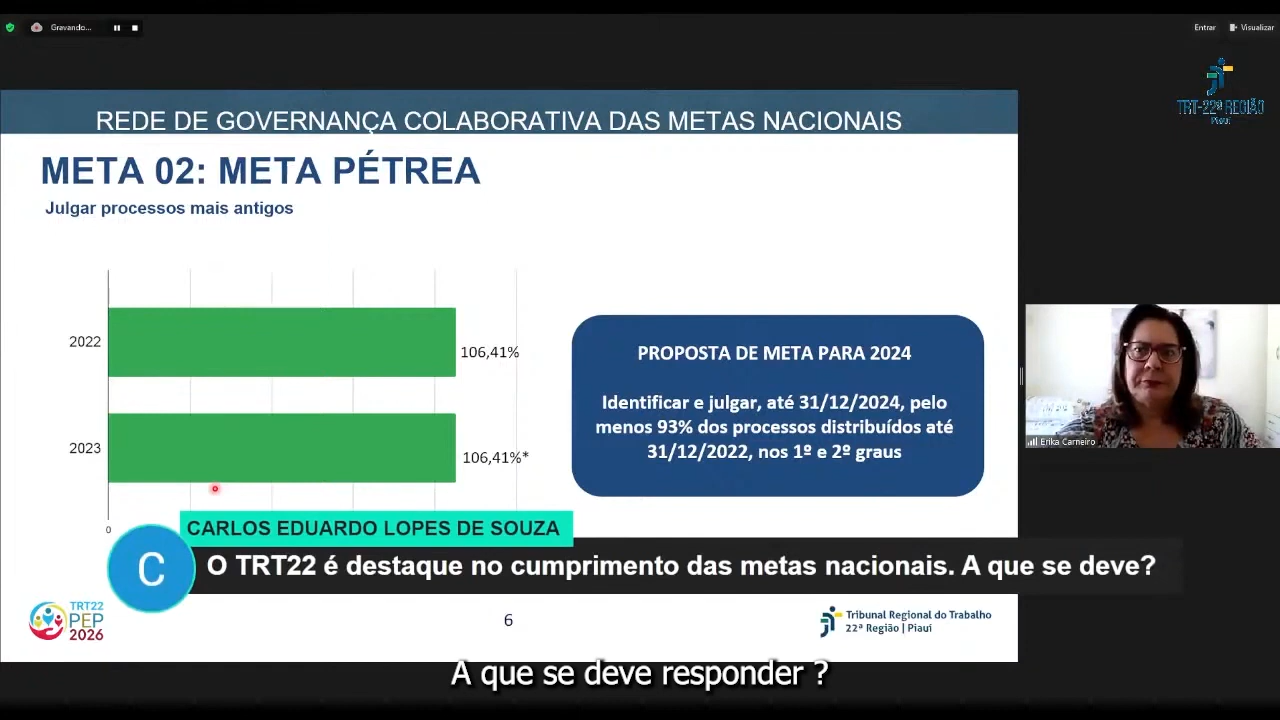 Gravando...
Entrar
Visualizar
TRT-22ª REGIÃO
Piauí
REDE DE GOVERNANÇA COLABORATIVA DAS METAS NACIONAIS
META 02: META PÉTREA
Julgar processos mais antigos
2022
106,41%
2023
106,41%*
0
PROPOSTA DE META PARA 2024
Identificar e julgar, até 31/12/2024, pelo
menos 93% dos processos distribuídos até
31/12/2022, nos 1º e 2º graus
Erika Carneiro
CARLOS EDUARDO LOPES DE SOUZA
C
O TRT22 é destaque no cumprimento das metas nacionais. A que se deve?
TRT22
PEP
2026
6
Tribunal Regional do Trabalho
22ª Região | Piauí
A que se deve responder ?